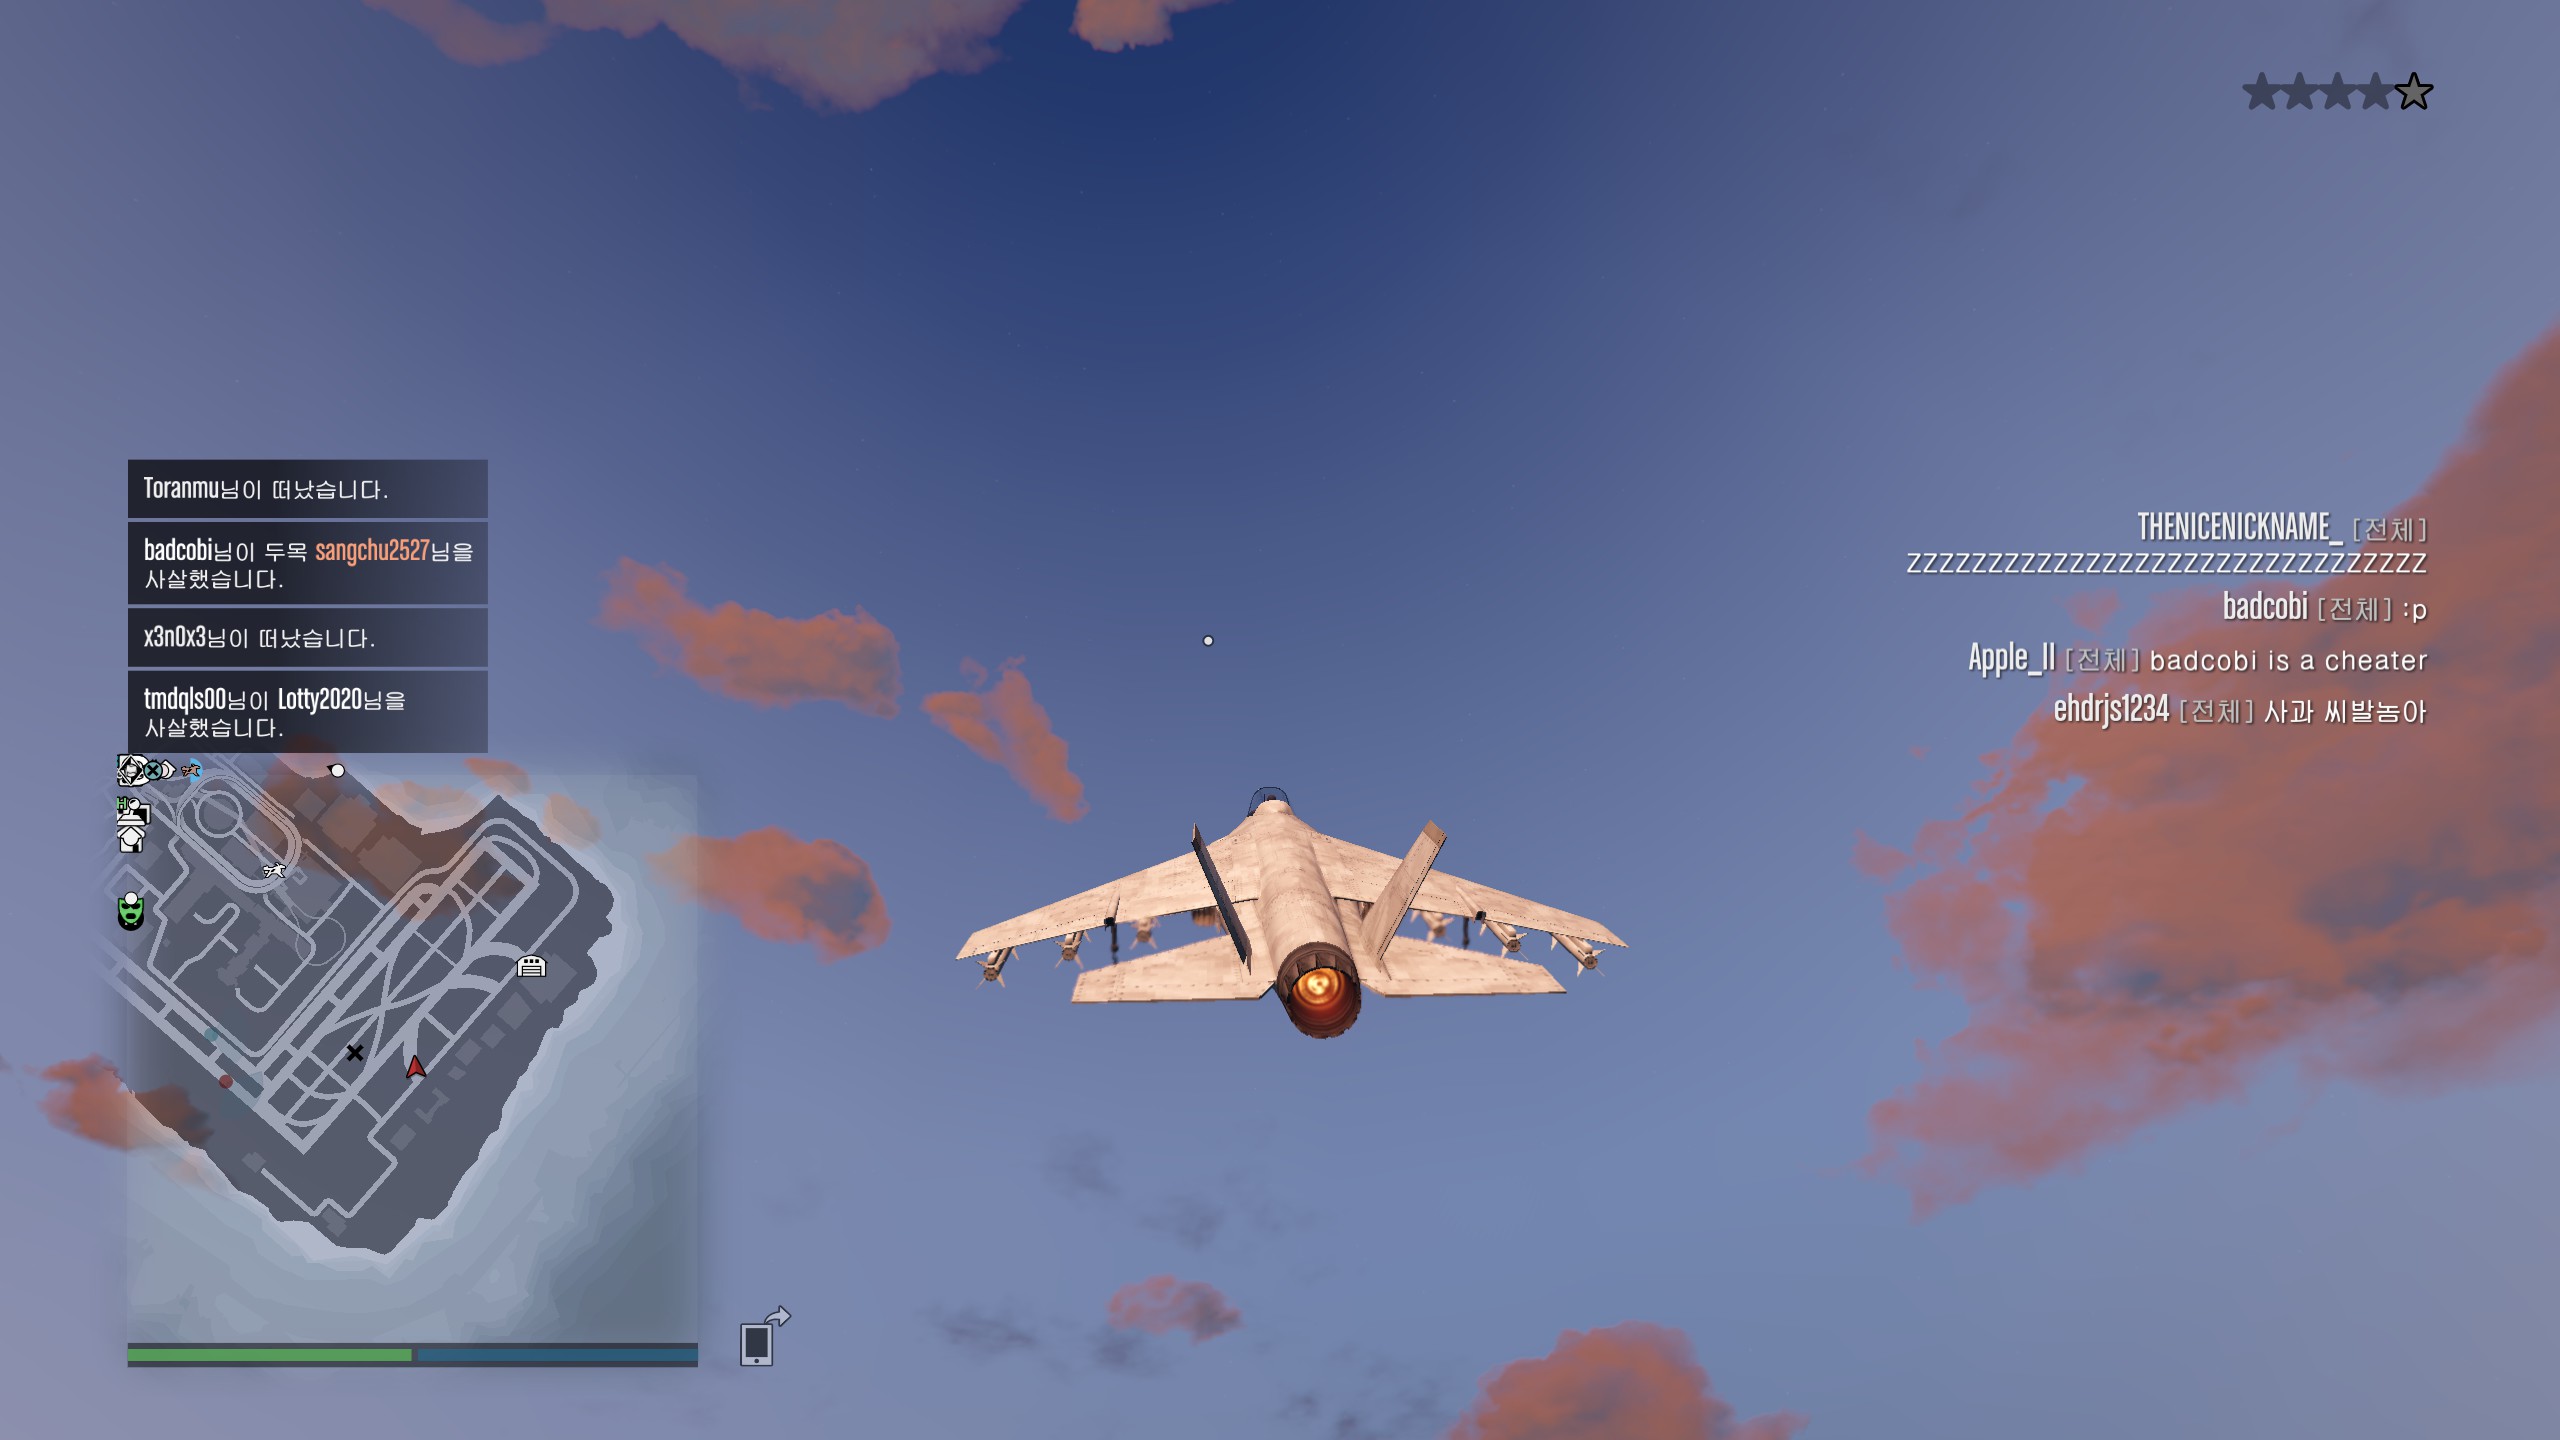 Toranmu님이 떠났습니다.
badcobi님이 두목 sangchu2527님을
사살했습니다.
x3n0x3님이 떠났습니다.
tmdqls00님이 Lotty2020님을
사살했습니다.
THENICENICKNAME_ [전체]
ZZZZZZZZZZZZZZZZZZZZZZZZZZZZZZZZ
badcobi [전체] :p
Apple_II [전체] badcobi is a cheater
ehdrjs1234 [전체] 사과 씨발놈아
H